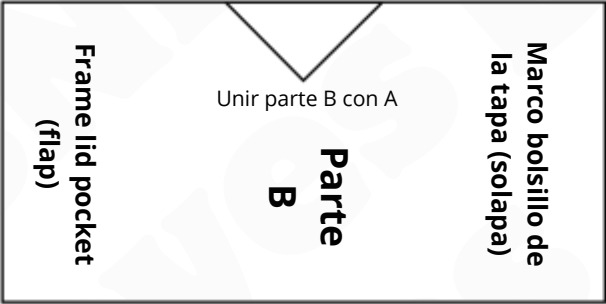 Frame lid pocket
(flap)
Unir parte B con A
Parte
B
Marco bolsillo de
la tapa (solapa)